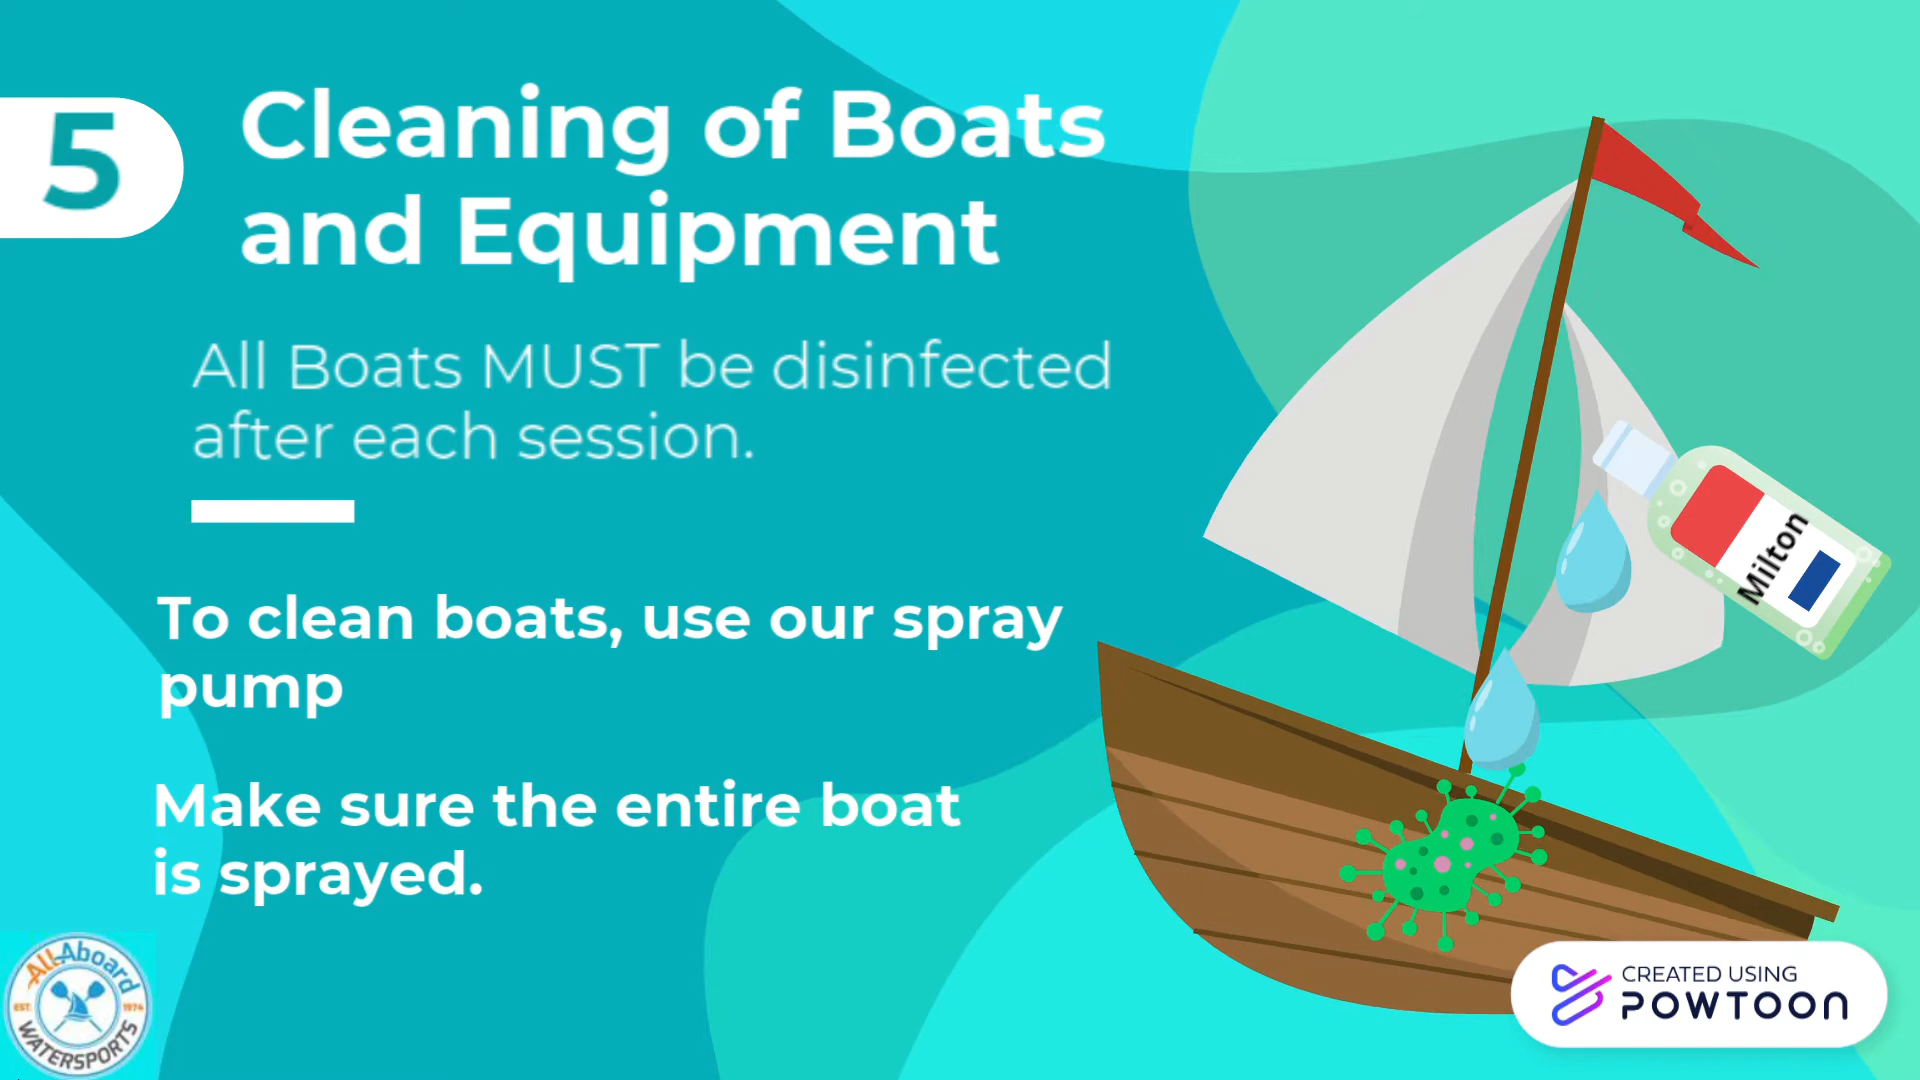 5
Cleaning of Boats
and Equipment
All Boats MUST be disinfected
after each session.
To clean boats, use our spray
pump
Make sure the entire boat
is sprayed.
Milton
All Aboard
EST. 1974
WATERSPORTS
CREATED USING
POWTOON